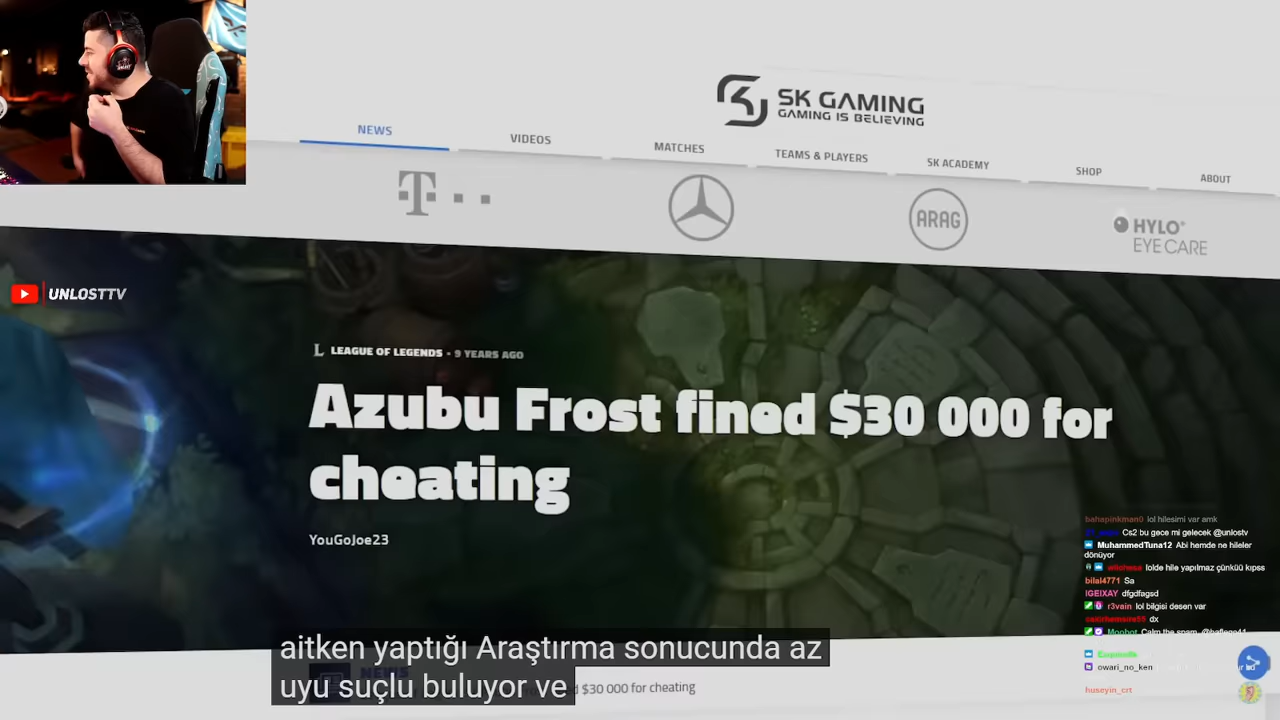 SK GAMING
GAMING IS BELIEVING
NEWS
VIDEOS
MATCHES
TEAMS & PLAYERS
SK ACADEMY
SHOP
ABOUT
T
ARAG
HYLO®
EYE CARE
UNLOSTTV
L LEAGUE OF LEGENDS • 9 YEARS AGO
Azubu Frost fined $30 000 for
cheating
YouGoJoe23
bahapinkman0 lol hilesimi var amk
Cs2 bu gece mi gelecek @unlostv
MuhammedTuna12 Abi hemde ne hileler
dönüyor
lolde hile yapılmaz çünküü kıpss
bilal4771 Sa
IGEIXAY dfgdfagsd
r3vain lol bilgisi desen var
dx
Moobot Calm the spam,
owari_no_ken
huseyin_crt
NEWS
$30 000 for cheating
aitken yaptığı Araştırma sonucunda az
uyu suçlu buluyor ve